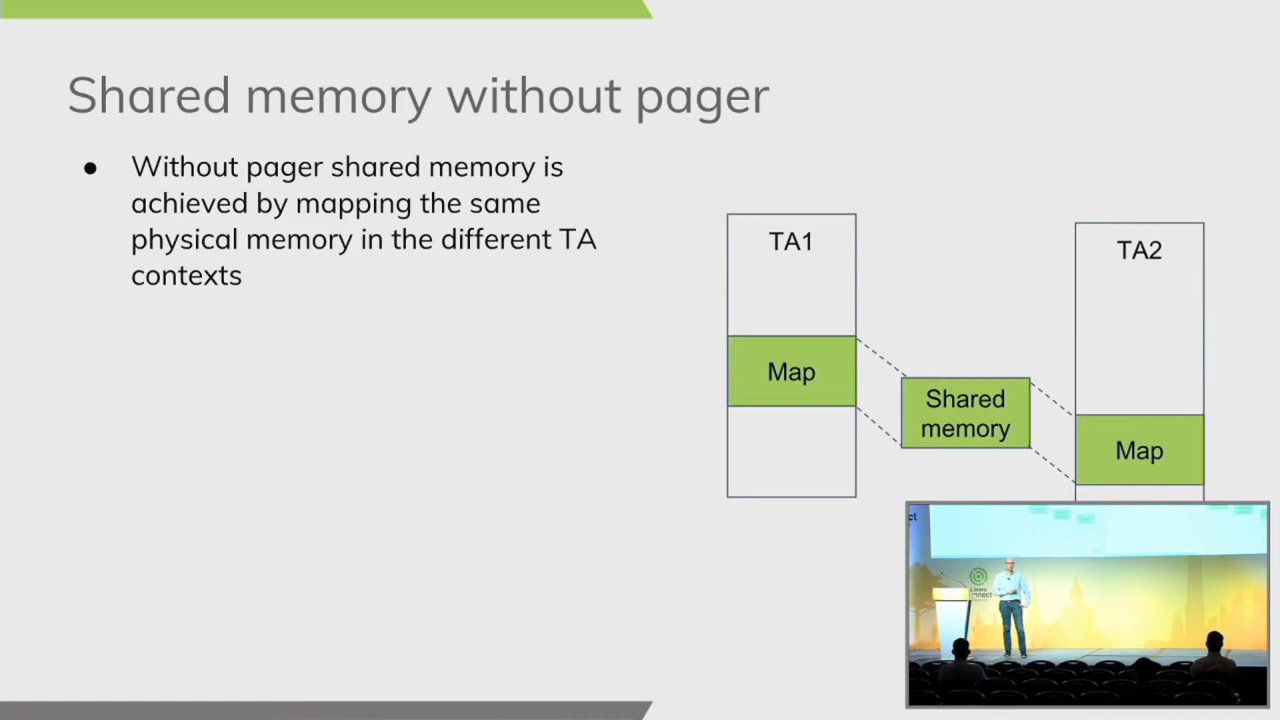 Shared memory without pager
● Without pager shared memory is
achieved by mapping the same
physical memory in the different TA
contexts
TA1
Map
Shared
memory
TA2
Map